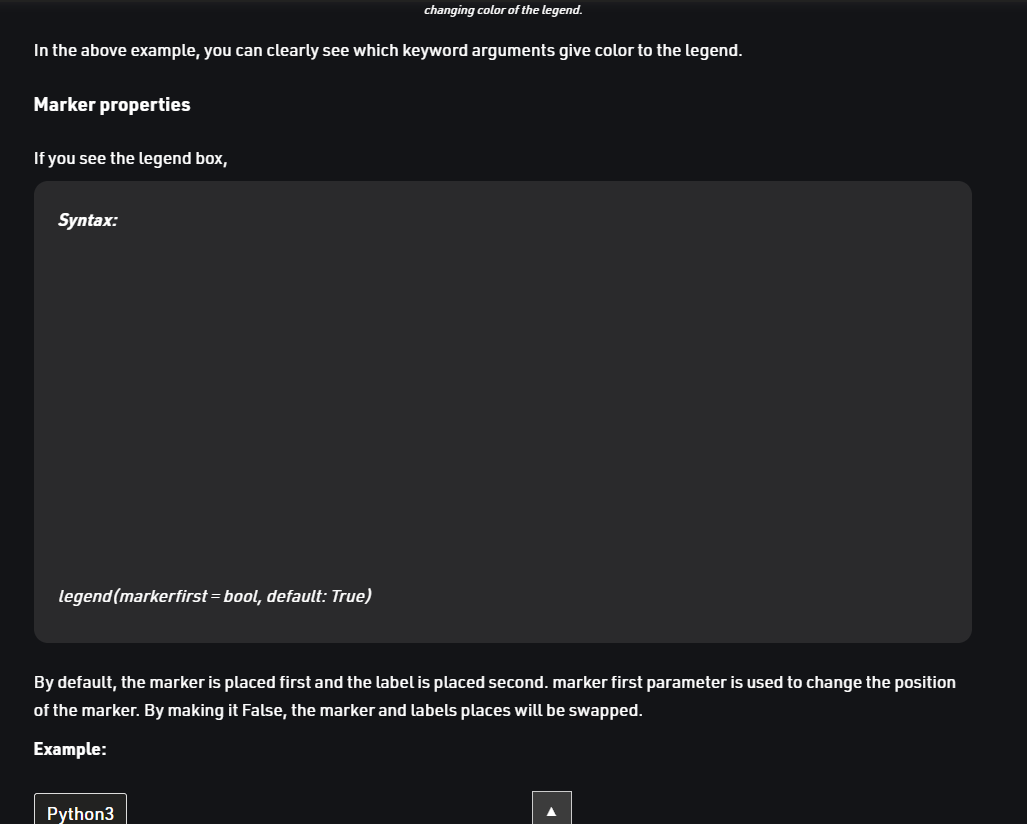 changing color of the legend.
In the above example, you can clearly see which keyword arguments give color to the legend.
Marker properties
If you see the legend box,
Syntax:
legend(markerfirst = bool, default: True)
By default, the marker is placed first and the label is placed second. marker first parameter is used to change the position
of the marker. By making it False, the marker and labels places will be swapped.
Example:
Python3